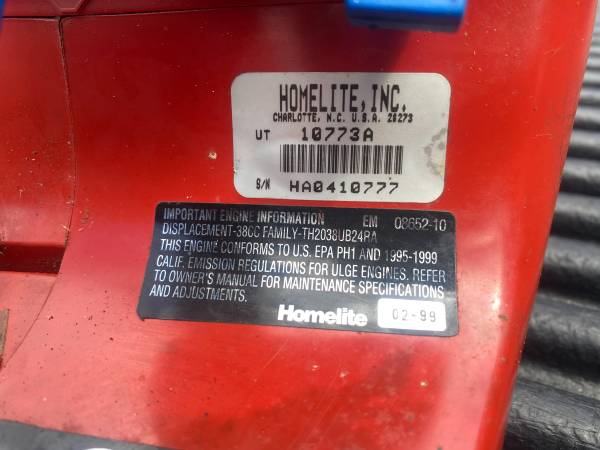 HOMELITE, INC.
CHARLOTTE, N.C. U.S.A. 28273
UT 10773A
S/N HA0410777
IMPORTANT ENGINE INFORMATION EM 08652-10
DISPLACEMENT-38CC FAMILY-TH2038UB24RA
THIS ENGINE CONFORMS TO U.S. EPA PH1 AND 1995-1999
CALIF. EMISSION REGULATIONS FOR ULGE ENGINES. REFER
TO OWNER'S MANUAL FOR MAINTENANCE SPECIFICATIONS
AND ADJUSTMENTS.
Homelite 02-99